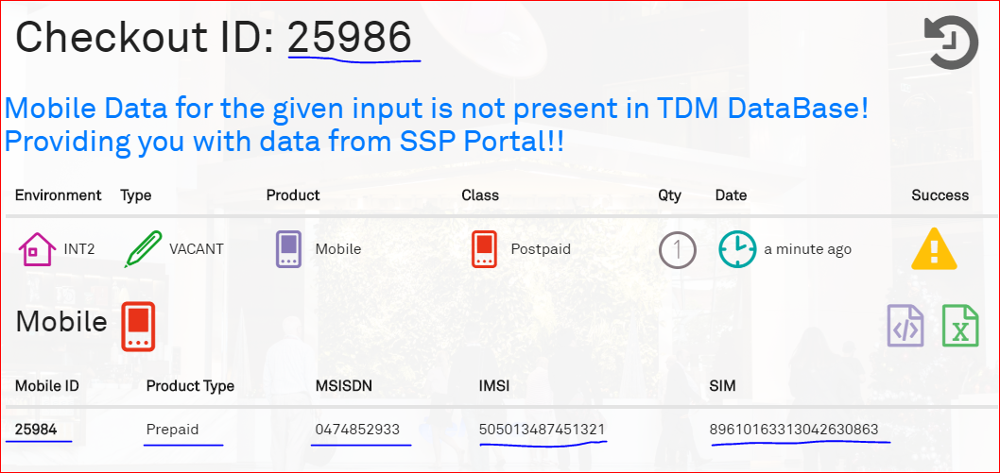 Checkout ID: 25986
Mobile Data for the given input is not present in TDM DataBase!
Providing you with data from SSP Portal!!
Environment Type Product Class Qty Date Success
INT2 VACANT Mobile Postpaid 1 a minute ago
Mobile
Mobile ID Product Type MSISDN IMSI SIM
25984 Prepaid 0474852933 505013487451321 89610163313042630863